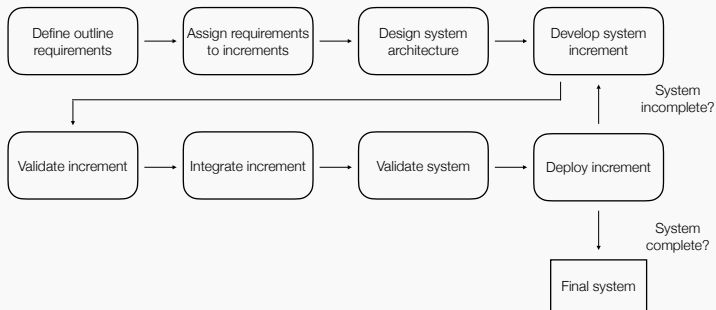 Define outline
requirements
Assign requirements
to increments
Design system
architecture
Develop system
increment
System
incomplete?
Validate increment
Integrate increment
Validate system
Deploy increment
System
complete?
Final system